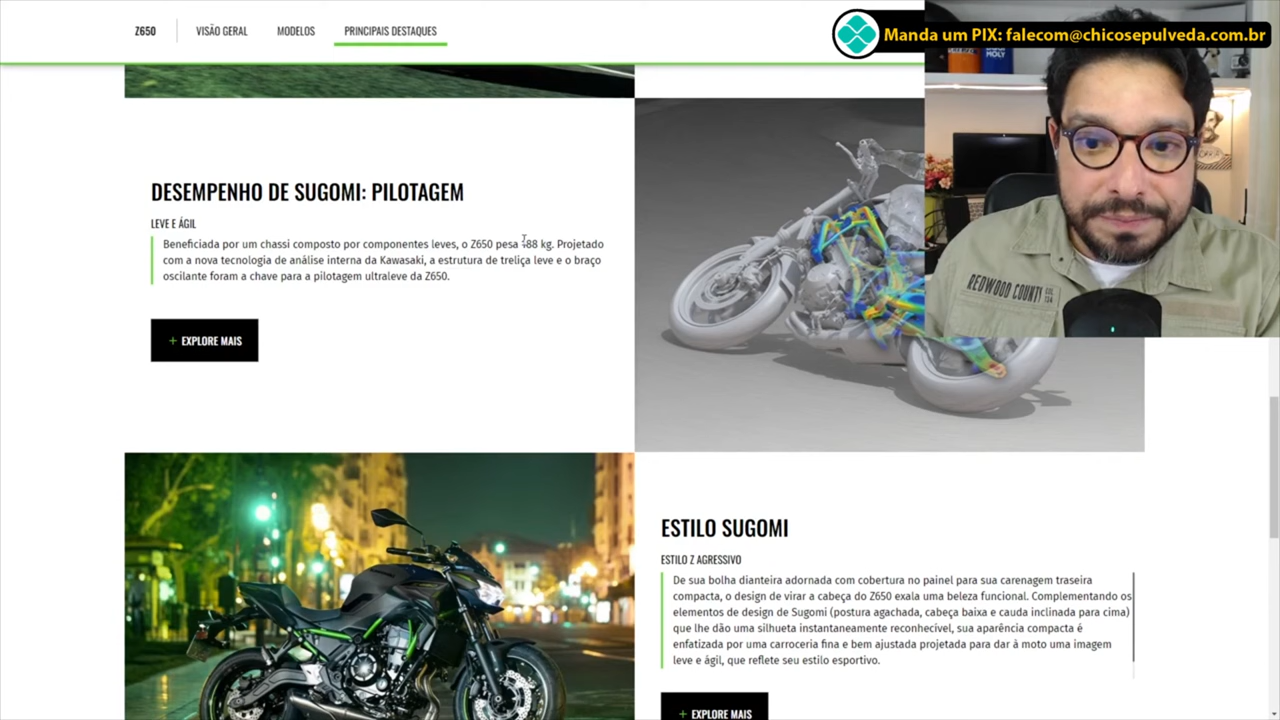 Z650
VISÃO GERAL
MODELOS
PRINCIPAIS DESTAQUES
Manda um PIX: falecom@chicosepulveda.com.br
DESEMPENHO DE SUGOMI: PILOTAGEM
LEVE E ÁGIL
Beneficiada por um chassi composto por componentes leves, o Z650 pesa 188 kg. Projetado
com a nova tecnologia de análise interna da Kawasaki, a estrutura de treliça leve e o braço
oscilante foram a chave para a pilotagem ultraleve da Z650.
+ EXPLORE MAIS
REDWOOD COUNTY
MOLY
ESTILO SUGOMI
ESTILO Z AGRESSIVO
De sua bolha dianteira adornada com cobertura no painel para sua carenagem traseira
compacta, o design de virar a cabeça do Z650 exala uma beleza funcional. Complementando os
elementos de design de Sugomi (postura agachada, cabeça baixa e cauda inclinada para cima)
que lhe dão uma silhueta instantaneamente reconhecível, sua aparência compacta é
enfatizada por uma carroceria fina e bem ajustada projetada para dar à moto uma imagem
leve e ágil, que reflete seu estilo esportivo.
+ EXPLORE MAIS